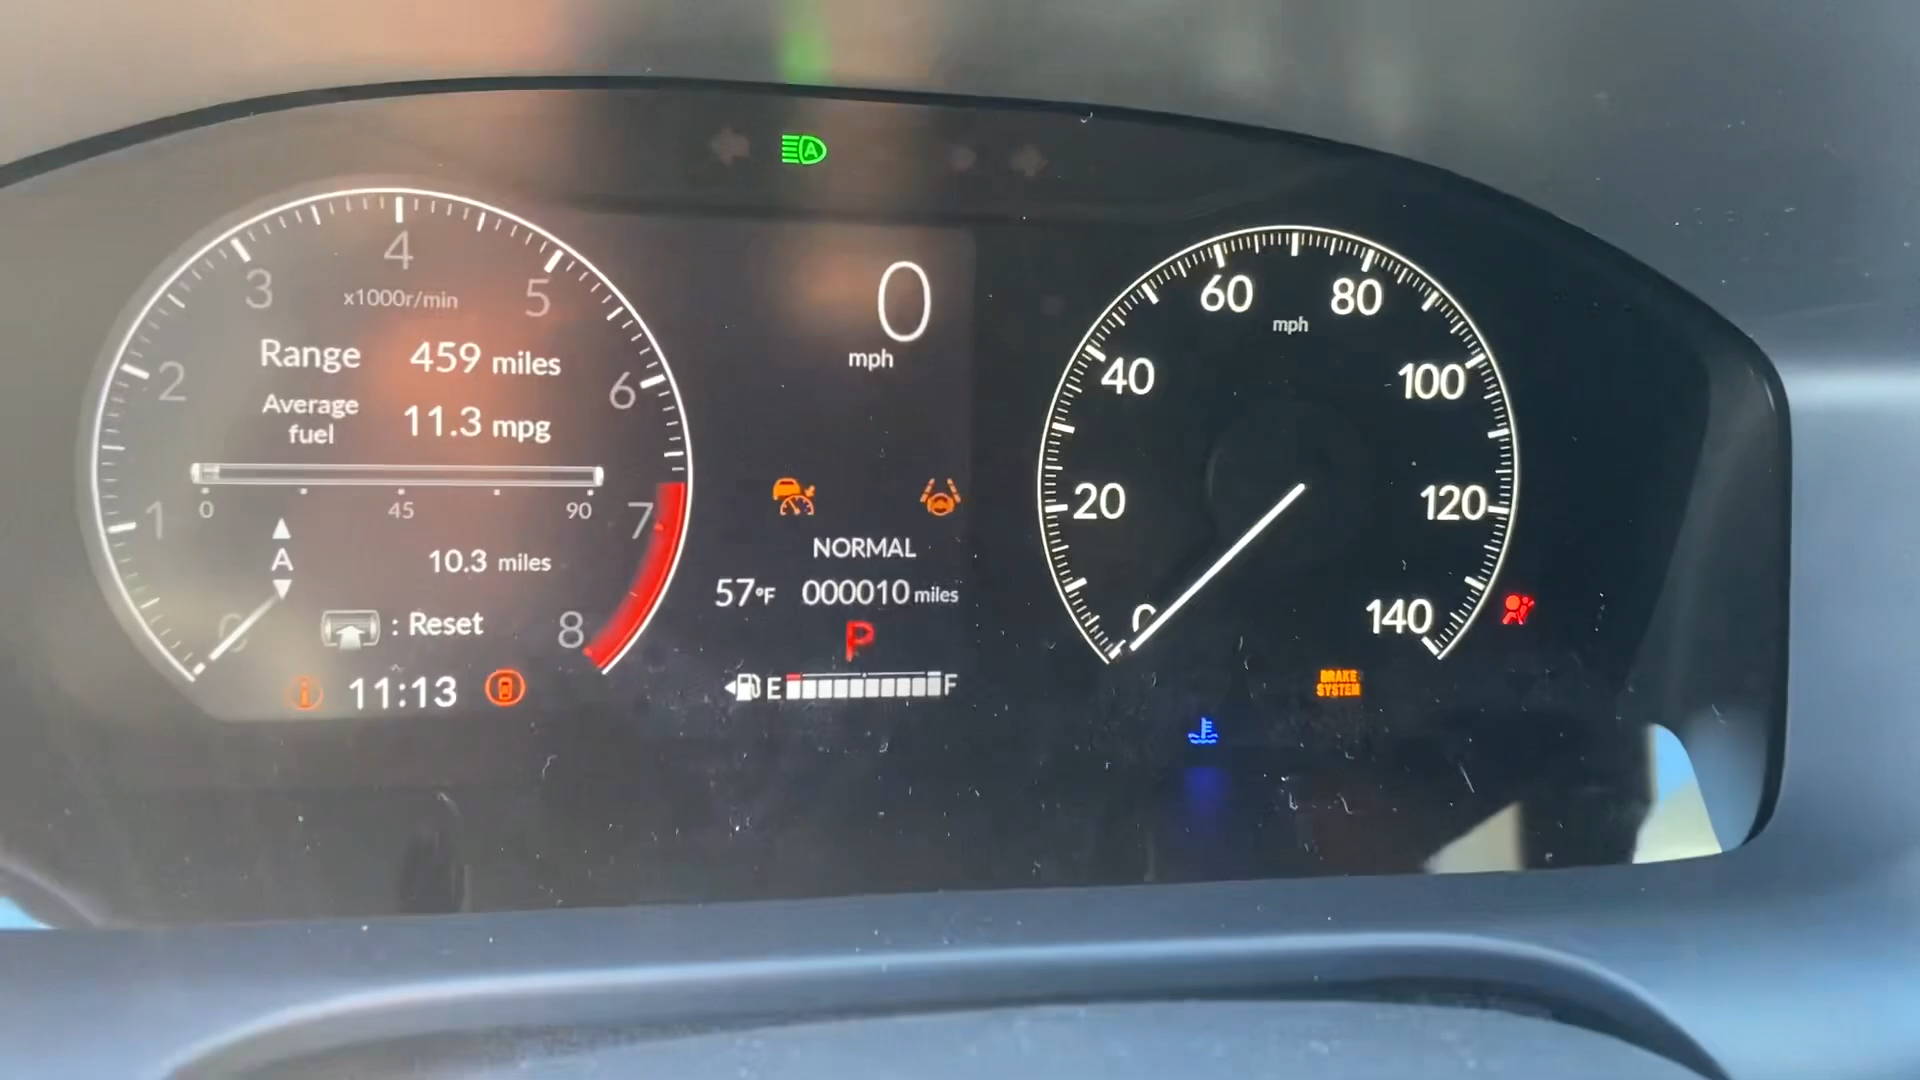 A
4
3
5
x1000r/min
2
6
Range 459 miles
Average fuel 11.3 mpg
0 45 90
1
7
A
10.3 miles
: Reset
0
8
11:13
0
mph
NORMAL
57°F 000010 miles
P
E F
60 80
mph
40 100
20 120
0 140
BRAKE
SYSTEM